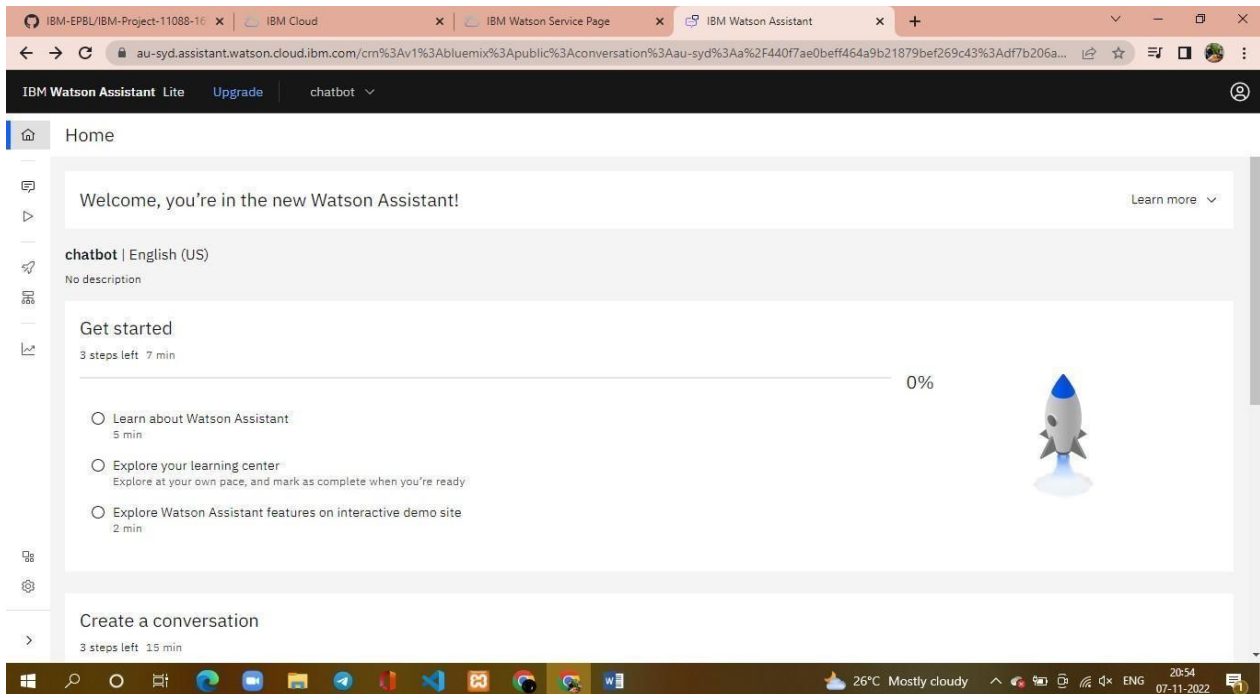 IBM-EPBL/IBM-Project-11088-16
IBM Cloud
IBM Watson Service Page
IBM Watson Assistant
au-syd.assistant.watson.cloud.ibm.com/crn%3Av1%3Abluemix%3Apublic%3Aconversation%3Aau-syd%3Aa%2F440f7ae0beff464a9b21879bef269c43%3Adf7b206a...
IBM Watson Assistant Lite Upgrade chatbot
Home
Welcome, you're in the new Watson Assistant!
Learn more
chatbot | English (US)
No description
Get started
3 steps left 7 min
0%
Learn about Watson Assistant
5 min
Explore your learning center
Explore at your own pace, and mark as complete when you're ready
Explore Watson Assistant features on interactive demo site
2 min
Create a conversation
3 steps left 15 min
26°C Mostly cloudy
ENG
20:54
07-11-2022